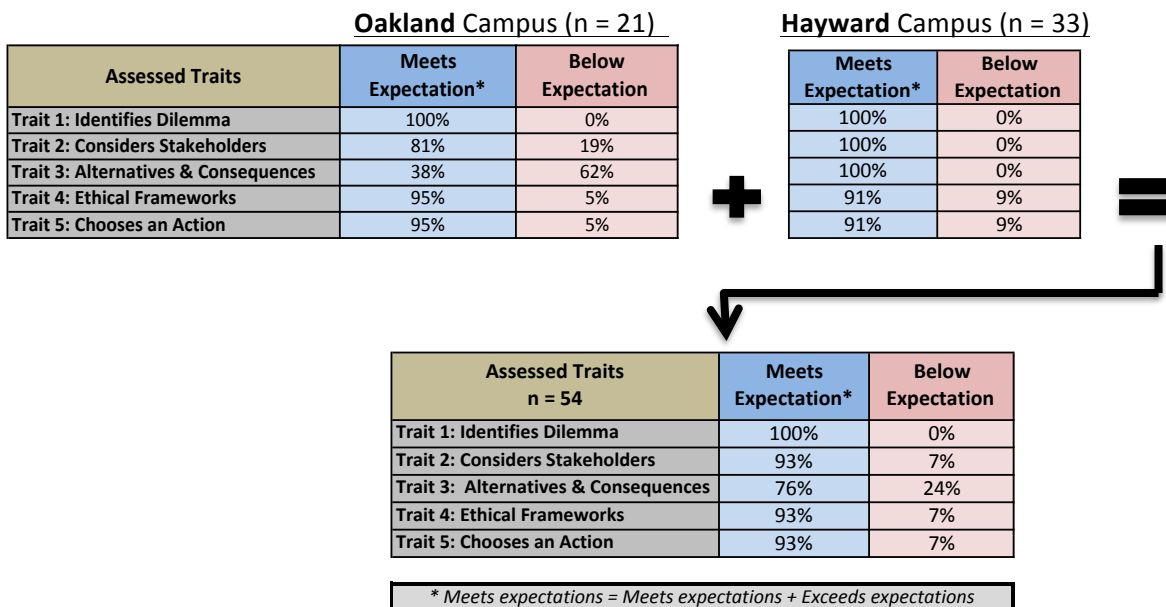 Oakland Campus (n = 21) Hayward Campus (n = 33)
Assessed Traits Meets Expectation* Below Expectation Meets Expectation* Below Expectation
Trait 1: Identifies Dilemma 100% 0% 100% 0%
Trait 2: Considers Stakeholders 81% 19% 100% 0%
Trait 3: Alternatives & Consequences 38% 62% 100% 0%
Trait 4: Ethical Frameworks 95% 5% 91% 9%
Trait 5: Chooses an Action 95% 5% 91% 9%
Assessed Traits n = 54 Meets Expectation* Below Expectation
Trait 1: Identifies Dilemma 100% 0%
Trait 2: Considers Stakeholders 93% 7%
Trait 3: Alternatives & Consequences 76% 24%
Trait 4: Ethical Frameworks 93% 7%
Trait 5: Chooses an Action 93% 7%
* Meets expectations = Meets expectations + Exceeds expectations